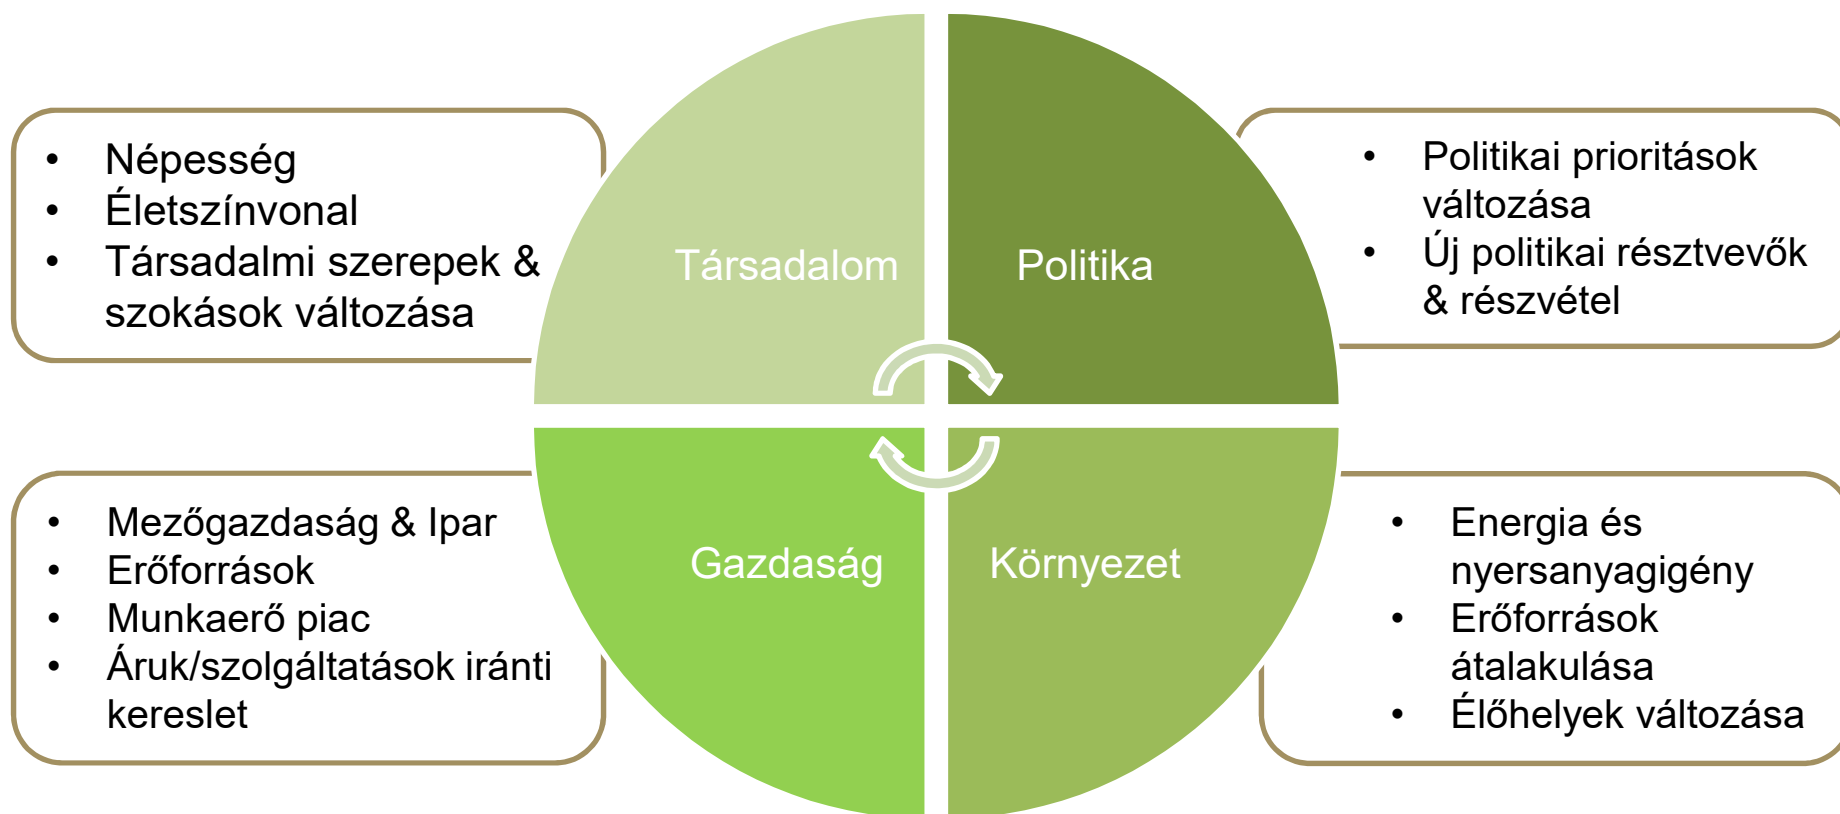 • Népesség
• Életszínvonal
• Társadalmi szerepek &
szokások változása
Társadalom
Politika
• Politikai prioritások
változása
• Új politikai résztvevők
& részvétel
• Mezőgazdaság & Ipar
• Erőforrások
• Munkaerő piac
• Áruk/szolgáltatások iránti
kereslet
Gazdaság
Környezet
• Energia és
nyersanyagigény
• Erőforrások
átalakulása
• Élőhelyek változása